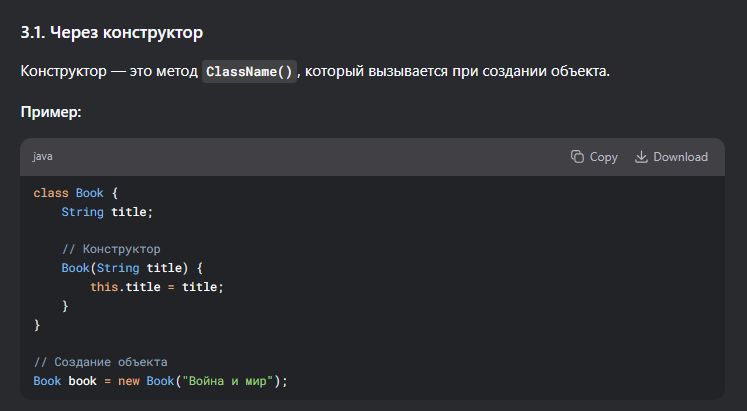 3.1. Через конструктор
Конструктор — это метод ClassName(), который вызывается при создании объекта.
Пример:
java Copy Download
class Book {
    String title;
    // Конструктор
    Book(String title) {
        this.title = title;
    }
}
// Создание объекта
Book book = new Book("Война и мир");